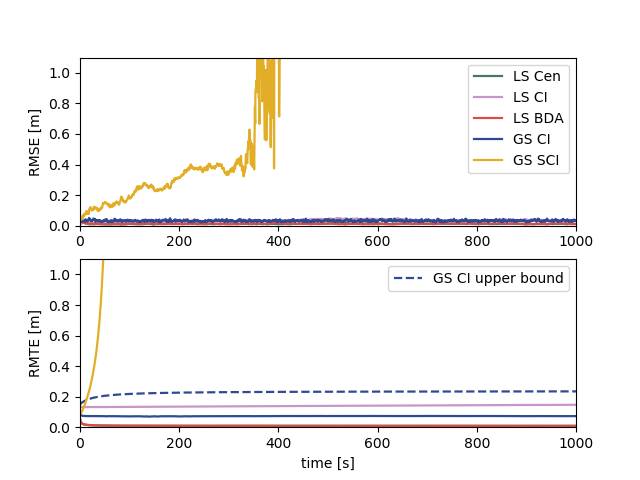 RMSE [m]
1.0
0.8
0.6
0.4
0.2
0.0
LS Cen
LS CI
LS BDA
GS CI
GS SCI
0 200 400 600 800 1000
RMTE [m]
1.0
0.8
0.6
0.4
0.2
0.0
GS CI upper bound
0 200 400 600 800 1000
time [s]